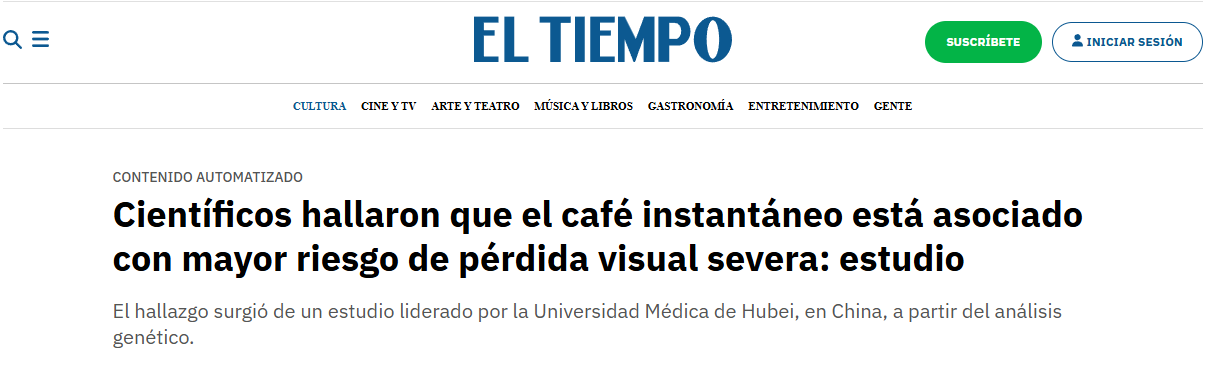 EL TIEMPO
SUSCRÍBETE
INICIAR SESIÓN
CULTURA CINE Y TV ARTE Y TEATRO MÚSICA Y LIBROS GASTRONOMÍA ENTRETENIMIENTO GENTE
CONTENIDO AUTOMATIZADO
Científicos hallaron que el café instantáneo está asociado
con mayor riesgo de pérdida visual severa: estudio
El hallazgo surgió de un estudio liderado por la Universidad Médica de Hubei, en China, a partir del análisis
genético.